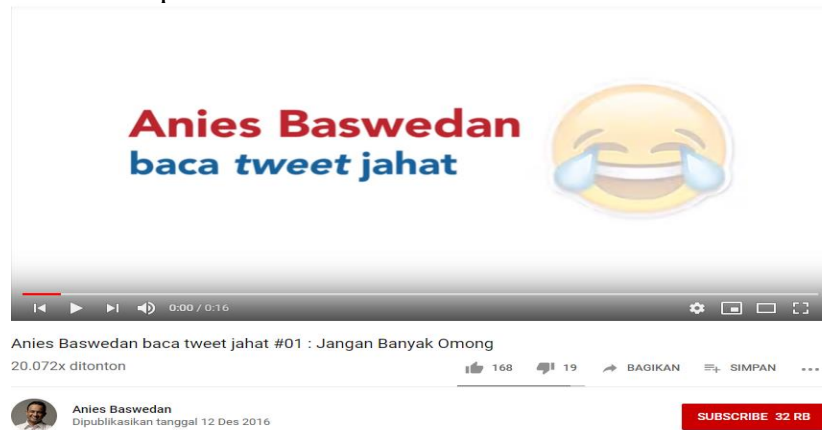 Anies Baswedan
baca tweet jahat
0:00 / 0:16
Anies Baswedan baca tweet jahat #01 : Jangan Banyak Omong
20.072x ditonton
168 19 BAGIKAN SIMPAN
Anies Baswedan
Dipublikasikan tanggal 12 Des 2016
SUBSCRIBE 32 RB